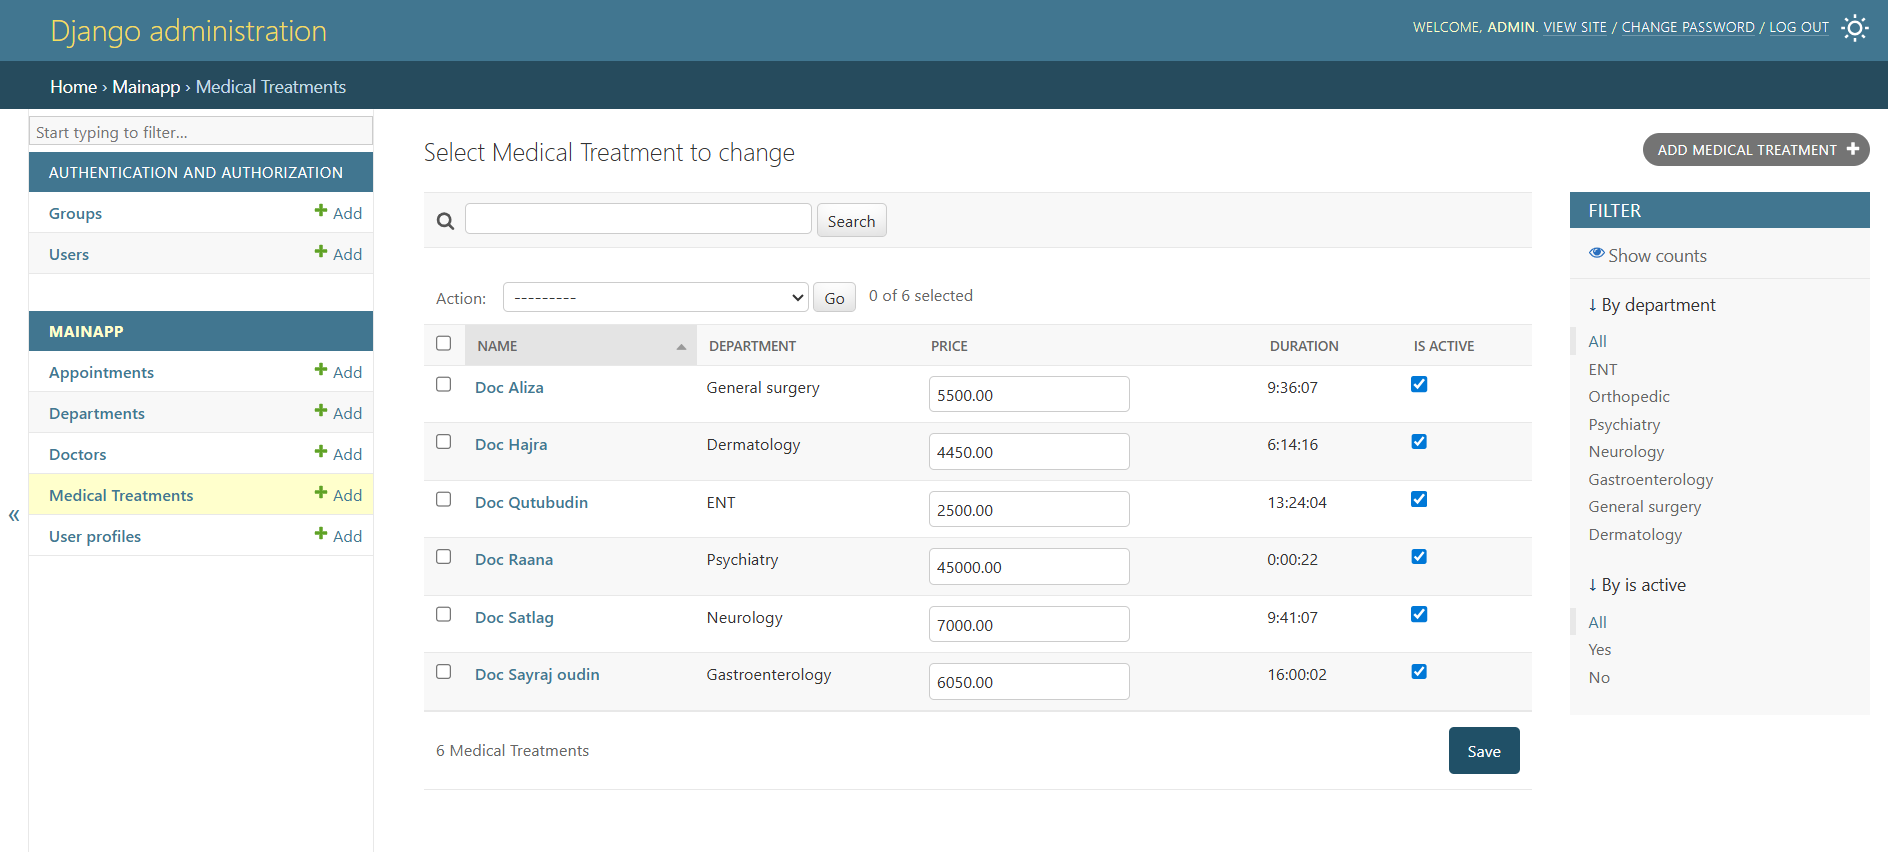 Django administration
WELCOME, ADMIN. VIEW SITE / CHANGE PASSWORD / LOG OUT
Home › Mainapp › Medical Treatments
Start typing to filter...
AUTHENTICATION AND AUTHORIZATION
Groups + Add
Users + Add
MAINAPP
Appointments + Add
Departments + Add
Doctors + Add
Medical Treatments + Add
User profiles + Add
«
Select Medical Treatment to change
ADD MEDICAL TREATMENT +
Search
Action: --------- Go 0 of 6 selected
NAME DEPARTMENT PRICE DURATION IS ACTIVE
Doc Aliza General surgery 5500.00 9:36:07
Doc Hajra Dermatology 4450.00 6:14:16
Doc Qutubudin ENT 2500.00 13:24:04
Doc Raana Psychiatry 45000.00 0:00:22
Doc Satlag Neurology 7000.00 9:41:07
Doc Sayraj oudin Gastroenterology 6050.00 16:00:02
6 Medical Treatments
Save
FILTER
Show counts
↓ By department
All
ENT
Orthopedic
Psychiatry
Neurology
Gastroenterology
General surgery
Dermatology
↓ By is active
All
Yes
No